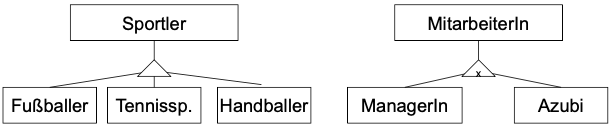 Sportler
MitarbeiterIn
x
Fußballer
Tennissp.
Handballer
ManagerIn
Azubi